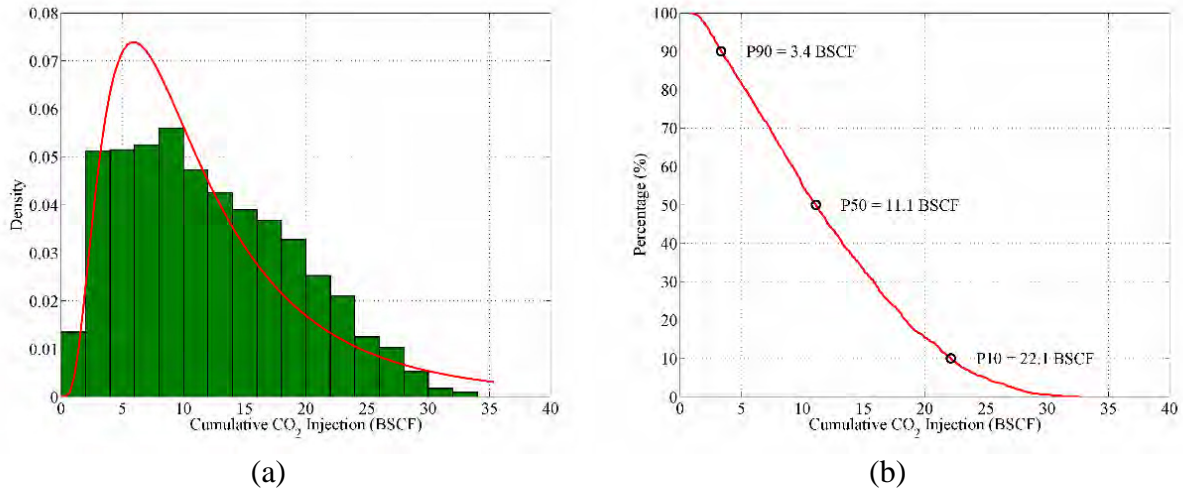 0.08
0.07
0.06
0.05
0.04
0.03
0.02
0.01
0
Density
0 5 10 15 20 25 30 35 40
Cumulative CO2 Injection (BSCF)
(a)
100
90
80
70
60
50
40
30
20
10
0
Percentage (%)
P90 = 3.4 BSCF
P50 = 11.1 BSCF
P10 = 22.1 BSCF
0 5 10 15 20 25 30 35 40
Cumulative CO2 Injection (BSCF)
(b)